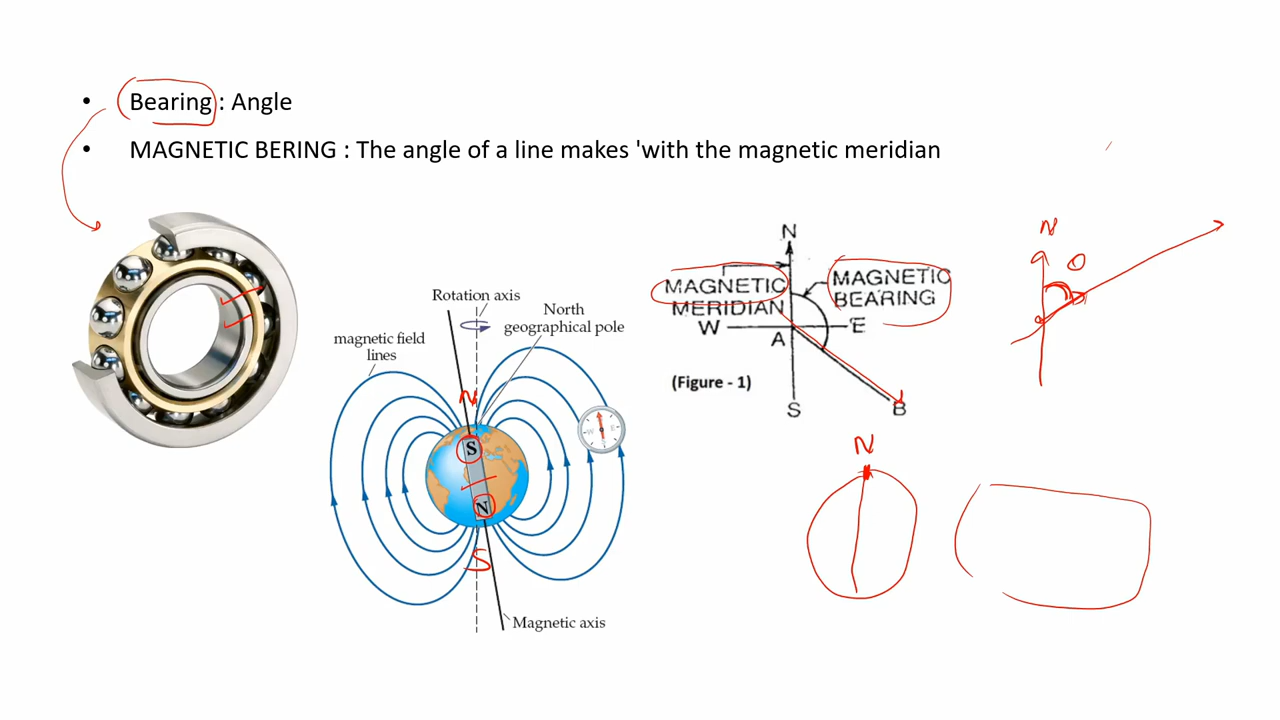 • Bearing : Angle
• MAGNETIC BERING : The angle of a line makes 'with the magnetic meridian
Rotation axis
North
geographical pole
magnetic field
lines
N
S
N
S
W E
Magnetic axis
N
MAGNETIC
MERIDIAN
MAGNETIC
BEARING
W E
A
(Figure - 1)
S
B
N
θ
N